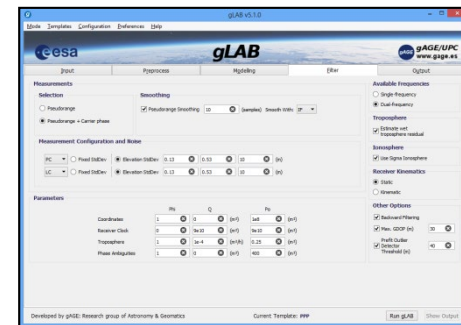 gLAB v5.1.0
Mode Templates Configuration Preferences Help
esa
gLAB
gAGE gAGE/UPC
www.gage.es
Input Preprocess Modeling Filter Output
Measurements
Selection
Pseudorange
Pseudorange + Carrier phase
Smoothing
Pseudorange Smoothing 10 (samples) Smooth With: IF
Measurement Configuration and Noise
PC Fixed StdDev Elevation StdDev 0.13 0.53 10 (m)
LC Fixed StdDev Elevation StdDev 0.13 0.53 10 (m)
Parameters
Phi Q Po
Coordinates 1 0 (m²) 1e8 (m²)
Receiver Clock 0 9e10 (m²) 9e10 (m²)
Troposphere 1 1e-4 (m²/h) 0.25 (m²)
Phase Ambiguities 1 0 (m²) 400 (m²)
Available Frequencies
Single-frequency
Dual-frequency
Troposphere
Estimate wet
troposphere residual
Ionosphere
Use Sigma Ionosphere
Receiver Kinematics
Static
Kinematic
Other Options
Backward Filtering
Max. GDOP (m) 30
Prefit Outlier
Detector 40
Threshold (m)
Developed by gAGE: Research group of Astronomy & Geomatics
Current Template: PPP
Run gLAB Show Output